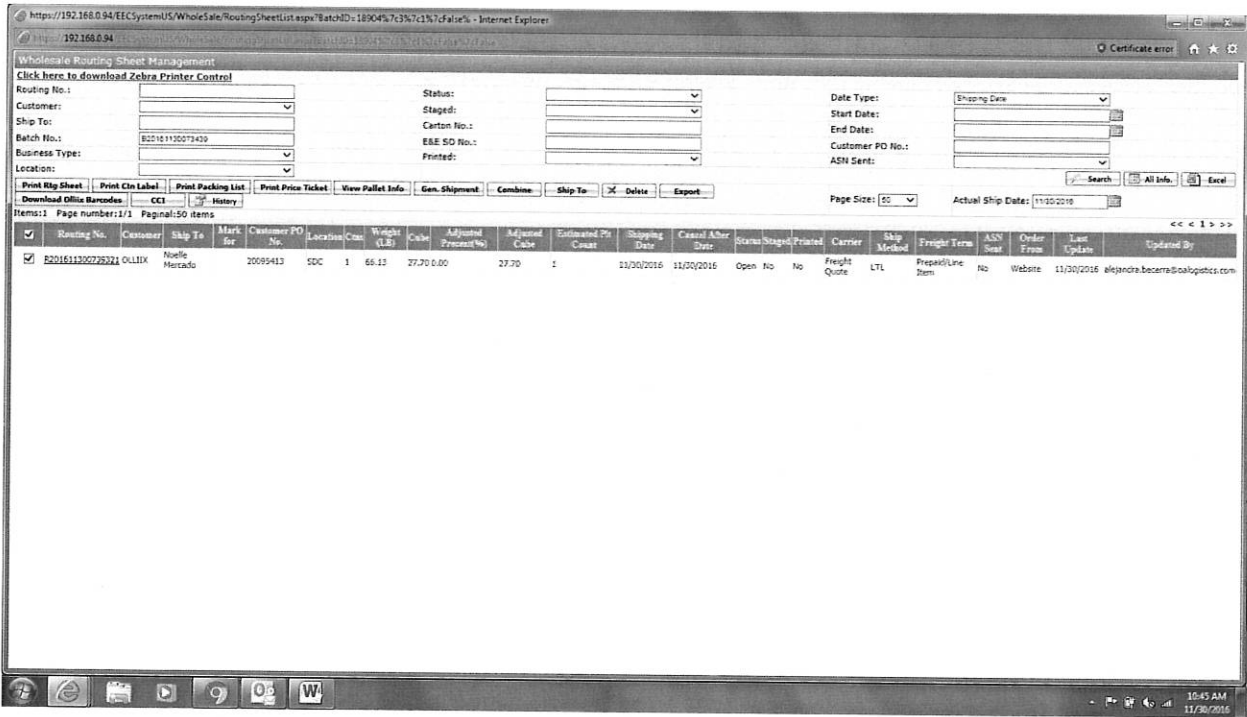 https://192.168.0.94/EECSystemUS/WholeSale/RoutingSheetList.aspx?BatchID=18904%7c3%7c1%7cFalse% - Internet Explorer
192.168.0.94
Certificate error
Wholesale Routing Sheet Management
Click here to download Zebra Printer Control
Routing No.: Status: Date Type: Shipping Date
Customer: Staged: Start Date:
Ship To: Carton No.: End Date:
Batch No.: B20161130073439 E&E SO No.: Customer PO No.:
Business Type: Printed: ASN Sent:
Location:
Search All Info. Excel
Print Rtg Sheet Print Ctn Label Print Packing List Print Price Ticket View Pallet Info Gen. Shipment Combine Ship To Delete Export
Download Olliix Barcodes CCI History Page Size: 50 Actual Ship Date: 11/30/2016
Items:1 Page number:1/1 Paginal:50 items << < 1 > >>
Routing No. Customer Ship To Mark for Customer PO No. Location Ctns Weight (LB) Cube Adjusted Precent(%) Adjusted Cube Estimated Plt Count Shipping Date Cancel After Date Status Staged Printed Carrier Ship Method Freight Term ASN Sent Order From Last Update Updated By
R201611300739321 OLLIIX Noelle Mercado 20095413 SDC 1 66.13 27.70 0.00 27.70 1 11/30/2016 11/30/2016 Open No No Freight Quote LTL Prepaid/Line Item No Website 11/30/2016 alejandra.becerra@oalogistics.com
10:45 AM
11/30/2016